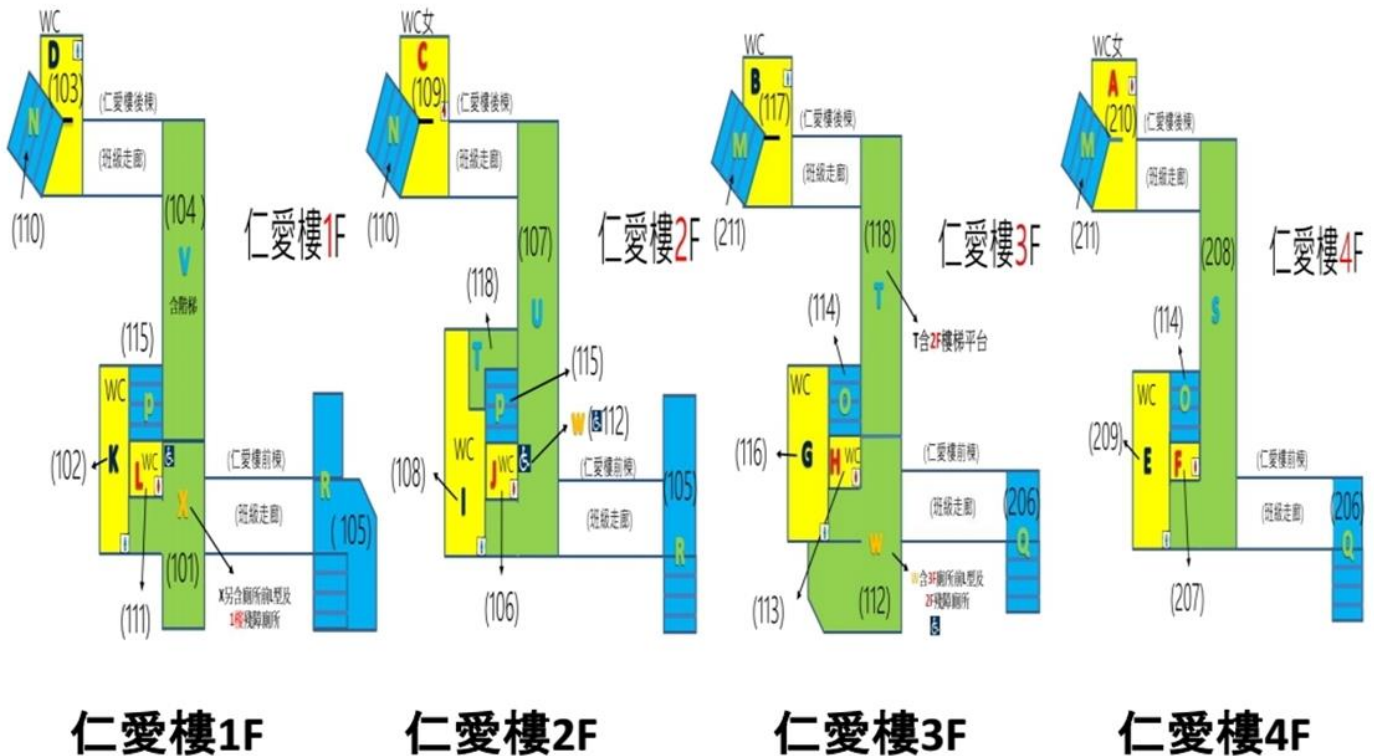 WC
D
(103)
N
(仁愛樓後棟)
(班級走廊)
(110)
(104)
V
含階梯
仁愛樓1F
(115)
WC
P
K
(102)
L
WC
X
(仁愛樓前棟)
(班級走廊)
R
(105)
(101)
(111)
X另含廁所前L型及
1樓殘障廁所
WC女
C
(109)
N
(仁愛樓後棟)
(班級走廊)
(110)
(107)
仁愛樓2F
(118)
U
T
(115)
P
W(112)
WC
J
WC
(108)
I
(仁愛樓前棟)
(班級走廊)
(105)
R
(106)
WC
B
(117)
M
(仁愛樓後棟)
(班級走廊)
(211)
(118)
仁愛樓3F
T
(114)
T含2F樓梯平台
WC
O
(116)
G
H
WC
(仁愛樓前棟)
(班級走廊)
(206)
Q
W
W含3F廁所前L型及
2F殘障廁所
(112)
(113)
WC女
A
(210)
M
(仁愛樓後棟)
(班級走廊)
(211)
(208)
仁愛樓4F
S
(114)
WC
O
(209)
E
F
(仁愛樓前棟)
(班級走廊)
(206)
Q
(207)
仁愛樓1F
仁愛樓2F
仁愛樓3F
仁愛樓4F